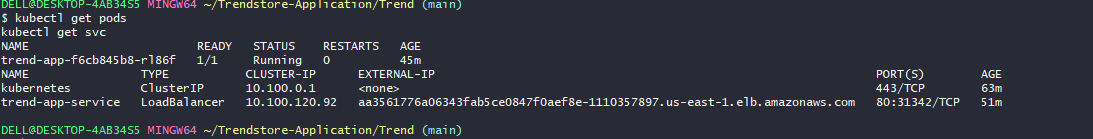 DELL@DESKTOP-4AB34S5 MINGW64 ~/Trendstore-Application/Trend (main)
$ kubectl get pods
kubectl get svc
NAME READY STATUS RESTARTS AGE
trend-app-f6cb845b8-rl86f 1/1 Running 0 45m
NAME TYPE CLUSTER-IP EXTERNAL-IP PORT(S) AGE
kubernetes ClusterIP 10.100.0.1 <none> 443/TCP 63m
trend-app-service LoadBalancer 10.100.120.92 aa3561776a06343fab5ce0847f0aef8e-1110357897.us-east-1.elb.amazonaws.com 80:31342/TCP 51m
DELL@DESKTOP-4AB34S5 MINGW64 ~/Trendstore-Application/Trend (main)